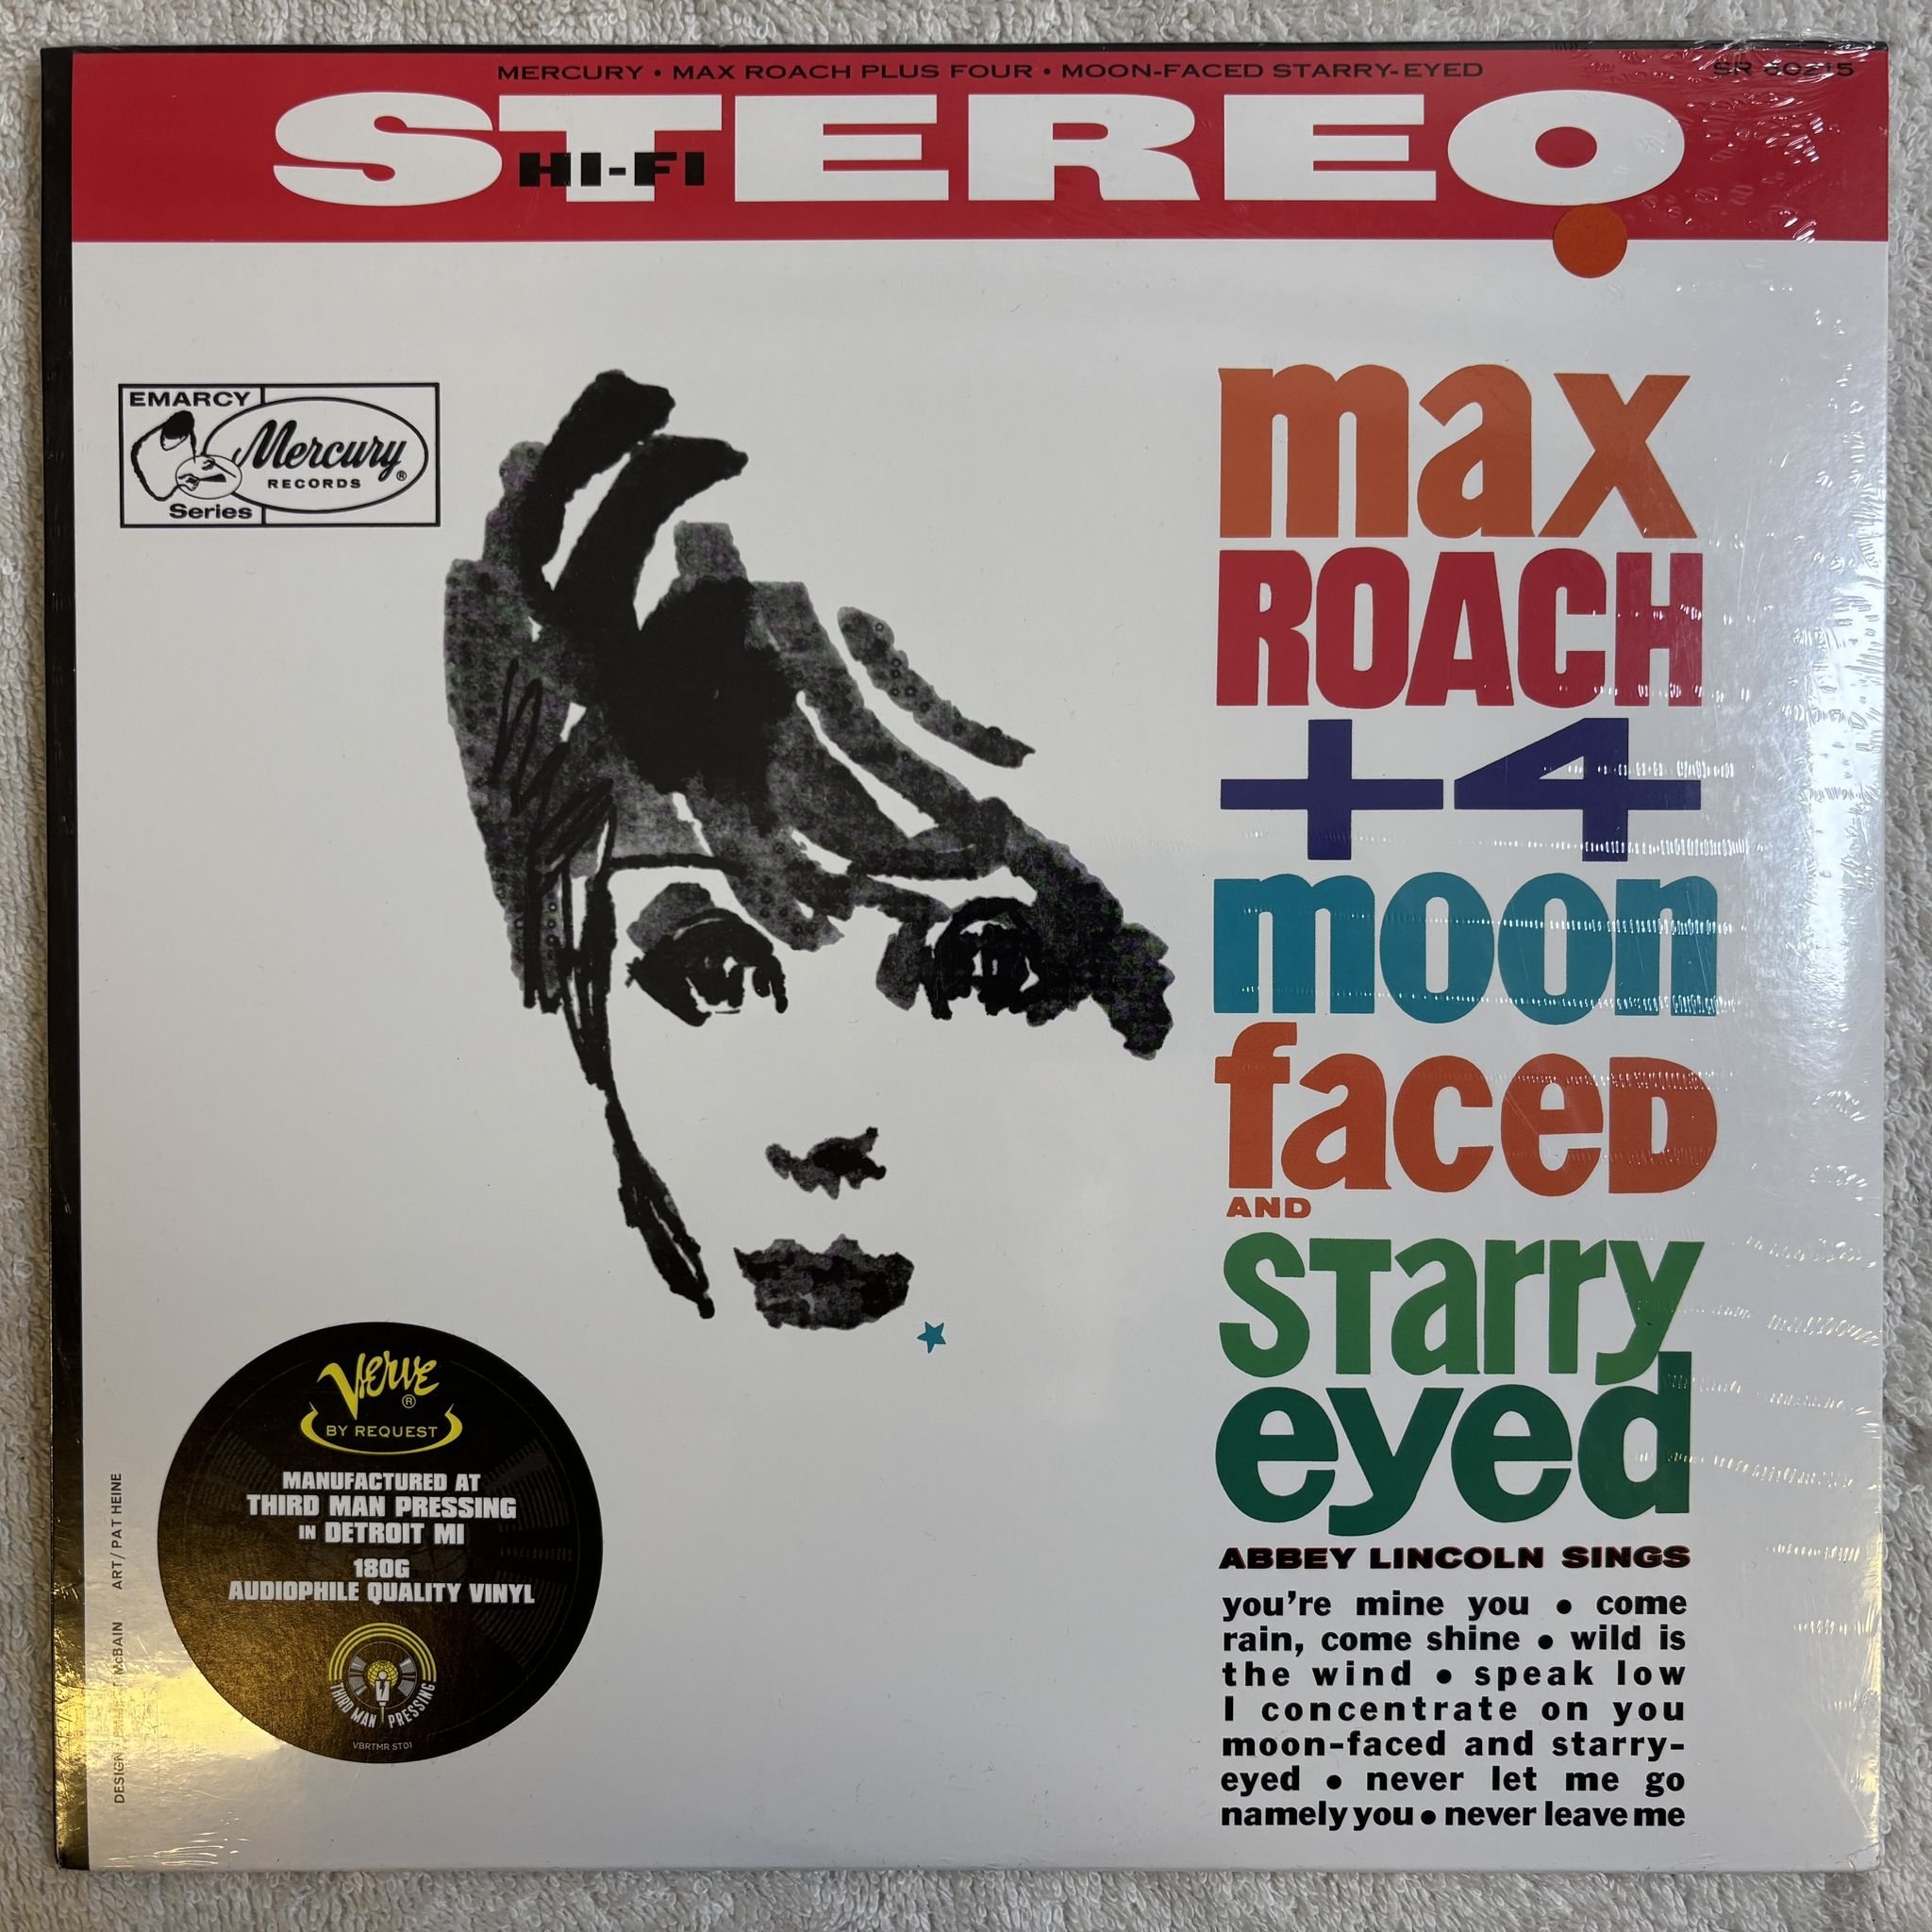 MERCURY • MAX ROACH PLUS FOUR • MOON-FACED STARRY-EYED
SR 60215
STEREO
HI-FI
EMARCY
Mercury®
RECORDS
Series
max
ROACH
+4
moon
faceD
AND
sTarry
eyed
ABBEY LINCOLN SINGS
you're mine you • come
rain, come shine • wild is
the wind • speak low
I concentrate on you
moon-faced and starry-
eyed • never let me go
namely you • never leave me
Verve®
BY REQUEST
MANUFACTURED AT
THIRD MAN PRESSING
IN DETROIT MI
180G
AUDIOPHILE QUALITY VINYL
THIRD MAN PRESSING
VBRTMR ST01
DESIGN McBAIN ART/PAT HEINE